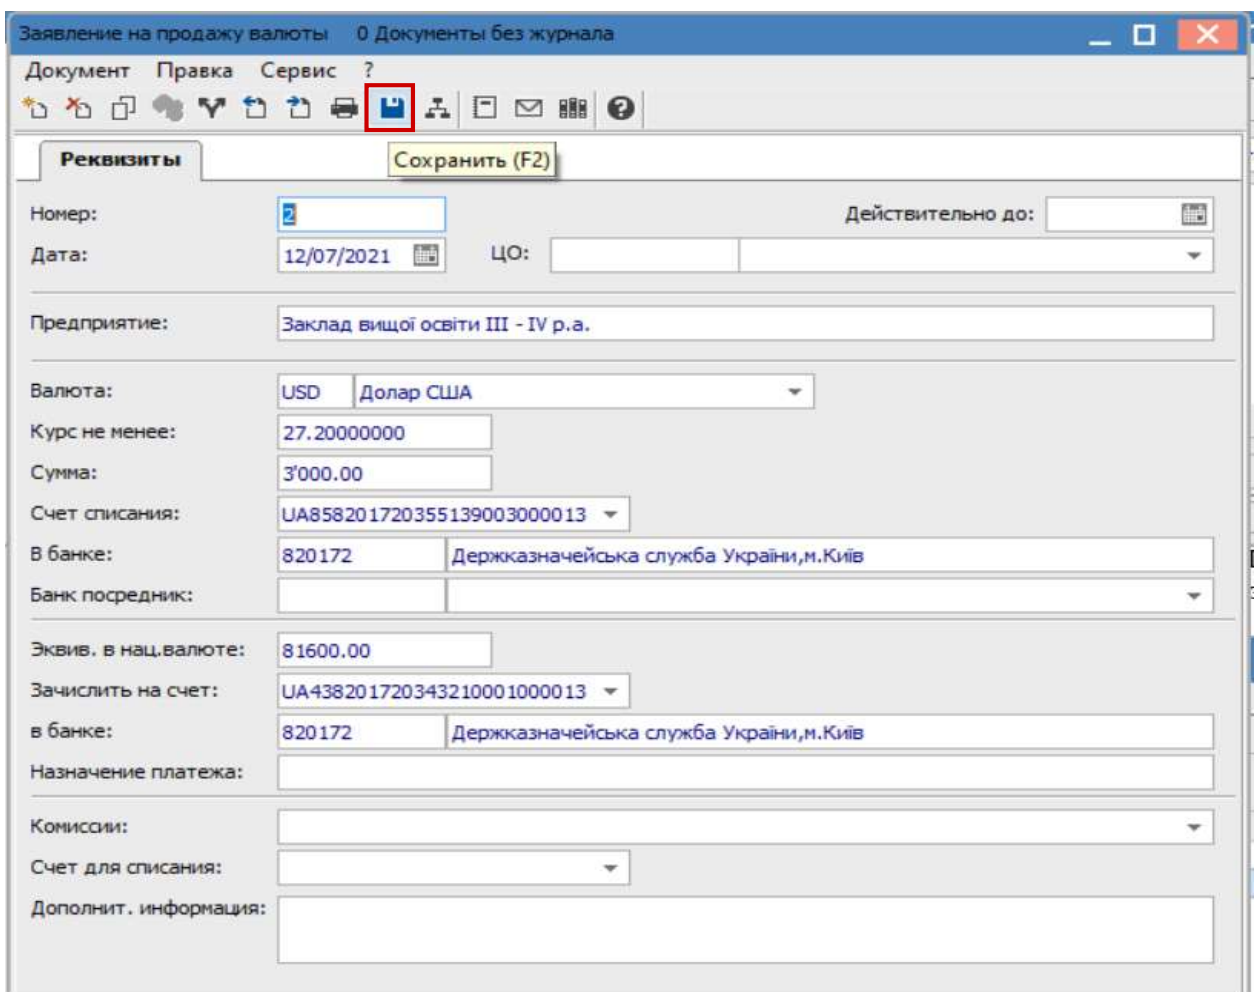 Заявление на продажу валюты 0 Документы без журнала
Документ Правка Сервис ?
Сохранить (F2)
Реквизиты
Номер: 2 Действительно до:
Дата: 12/07/2021 ЦО:
Предприятие: Заклад вищої освіти III - IV р.а.
Валюта: USD Долар США
Курс не менее: 27.20000000
Сумма: 3'000.00
Счет списания: UA858201720355139003000013
В банке: 820172 Держказначейська служба України,м.Київ
Банк посредник:
Эквив. в нац.валюте: 81600.00
Зачислить на счет: UA438201720343210001000013
в банке: 820172 Держказначейська служба України,м.Київ
Назначение платежа:
Комиссии:
Счет для списания:
Дополнит. информация: